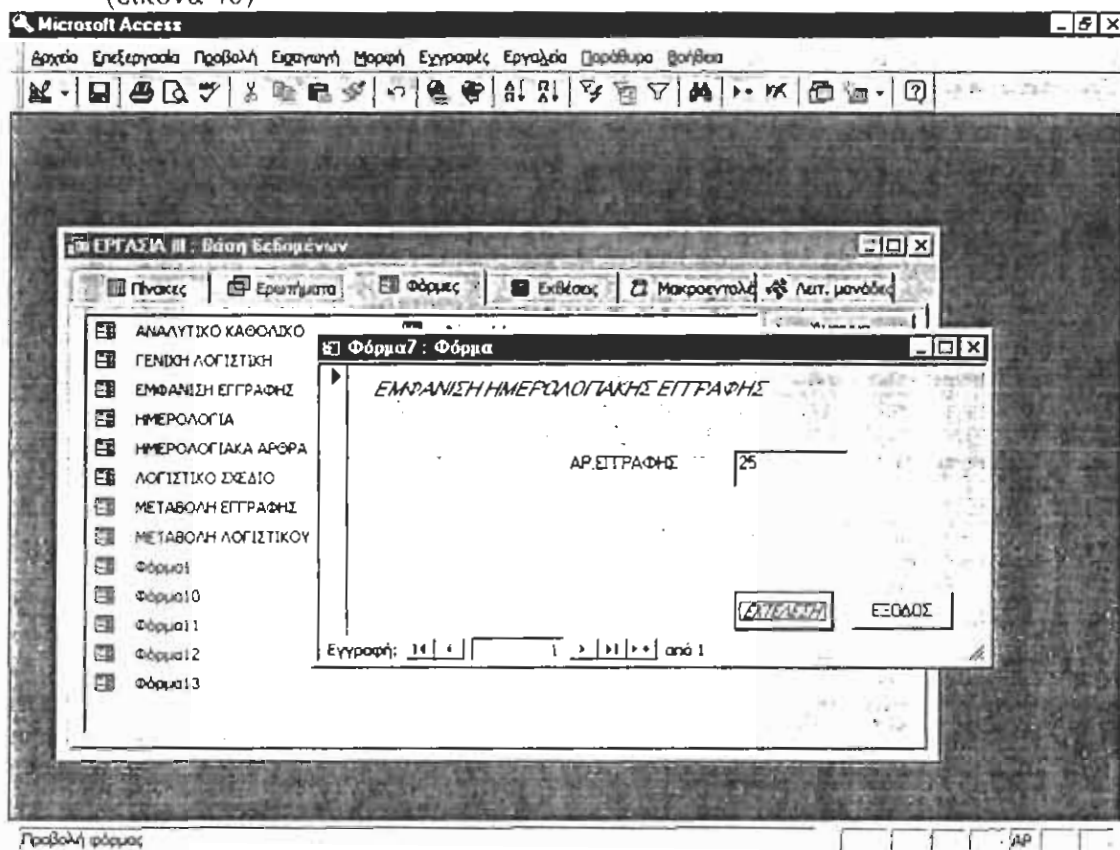 Microsoft Access
Αρχείο Επεξεργασία Προβολή Εισαγωγή Μορφή Εγγραφές Εργαλεία Παράθυρο Βοήθεια
ΕΡΓΑΣΙΑ III : Βάση δεδομένων
Πίνακες Ερωτήματα Φόρμες Εκθέσεις Μακροεντολέ Λειτ. μονάδες
ΑΝΑΛΥΤΙΚΟ ΚΑΘΟΛΙΚΟ
ΓΕΝΙΚΗ ΛΟΓΙΣΤΙΚΗ
ΕΜΦΑΝΙΣΗ ΕΓΓΡΑΦΗΣ
ΗΜΕΡΟΛΟΓΙΑ
ΗΜΕΡΟΛΟΓΙΑΚΑ ΑΡΘΡΑ
ΛΟΓΙΣΤΙΚΟ ΣΧΕΔΙΟ
ΜΕΤΑΒΟΛΗ ΕΓΓΡΑΦΗΣ
ΜΕΤΑΒΟΛΗ ΛΟΓΙΣΤΙΚΟΥ
Φόρμα1
Φόρμα10
Φόρμα11
Φόρμα12
Φόρμα13
Φόρμα7 : Φόρμα
ΕΜΦΑΝΙΣΗ ΗΜΕΡΟΛΟΓΙΑΚΗΣ ΕΓΓΡΑΦΗΣ
ΑΡ.ΕΓΓΡΑΦΗΣ 25
ΕΚΤΕΛΕΣΗ ΕΞΟΔΟΣ
Εγγραφή: 1 από 1
Προβολή φόρμας ΑΡ